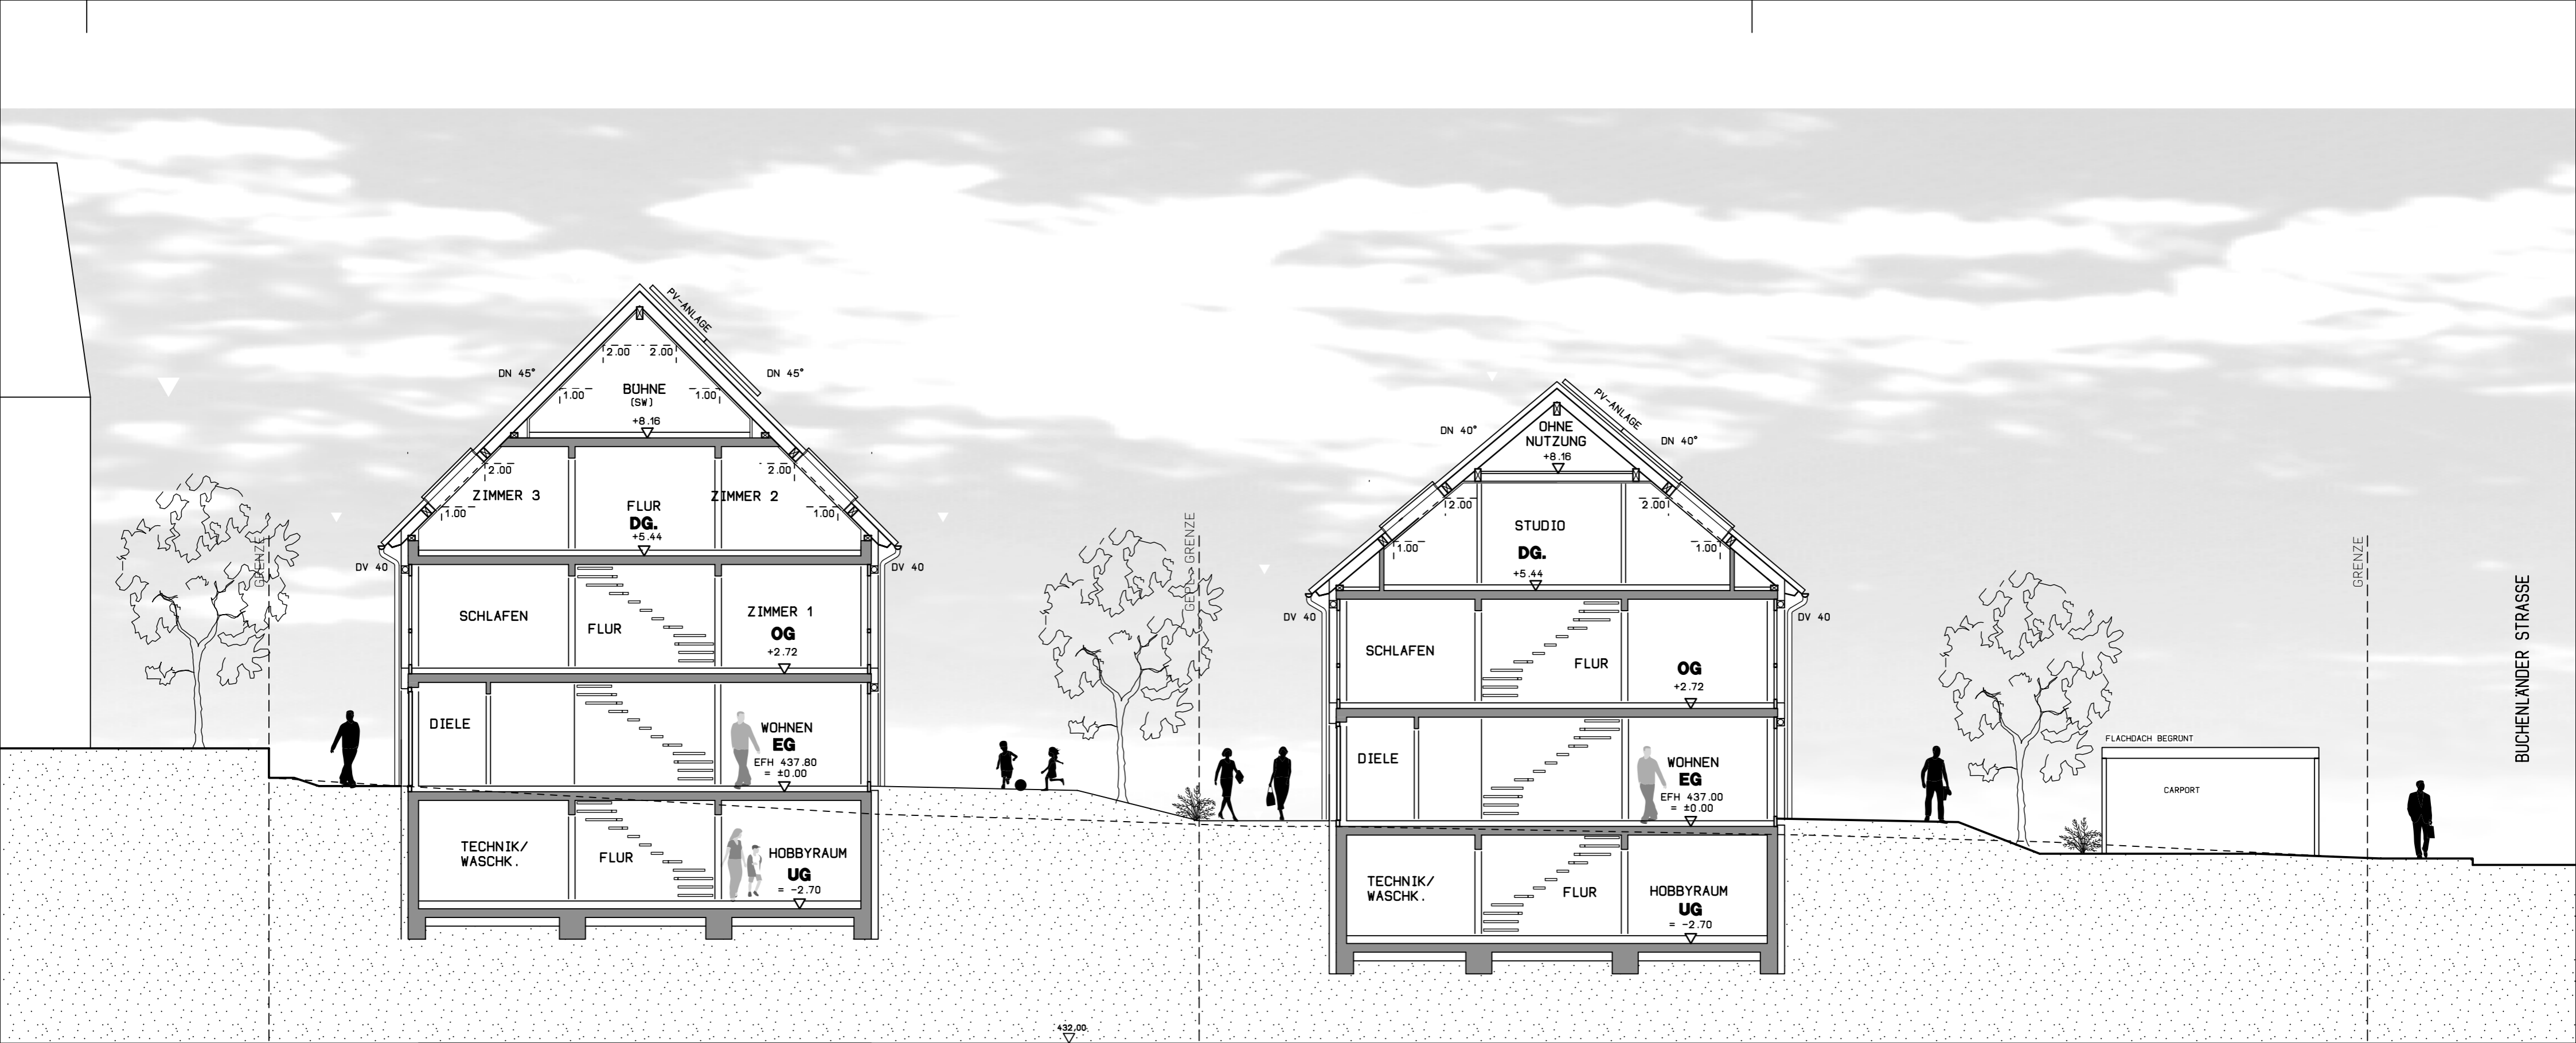 PV-ANLAGE
2.00 2.00
DN 45°
DN 45°
BÜHNE
(SW)
1.00
1.00
+8.16
2.00
2.00
ZIMMER 3
ZIMMER 2
1.00
1.00
FLUR
DG.
+5.44
DV 40
DV 40
SCHLAFEN
FLUR
ZIMMER 1
OG
+2.72
DIELE
WOHNEN
EG
EFH 437.80
= ±0.00
TECHNIK/
WASCHK.
FLUR
HOBBYRAUM
UG
= -2.70
GRENZE
GEPL. GRENZE
432.00
PV-ANLAGE
DN 40°
DN 40°
OHNE
NUTZUNG
+8.16
2.00
2.00
STUDIO
1.00
1.00
DG.
+5.44
DV 40
DV 40
SCHLAFEN
FLUR
OG
+2.72
DIELE
WOHNEN
EG
EFH 437.00
= ±0.00
TECHNIK/
WASCHK.
FLUR
HOBBYRAUM
UG
= -2.70
FLACHDACH BEGRÜNT
CARPORT
GRENZE
BUCHENLÄNDER STRASSE